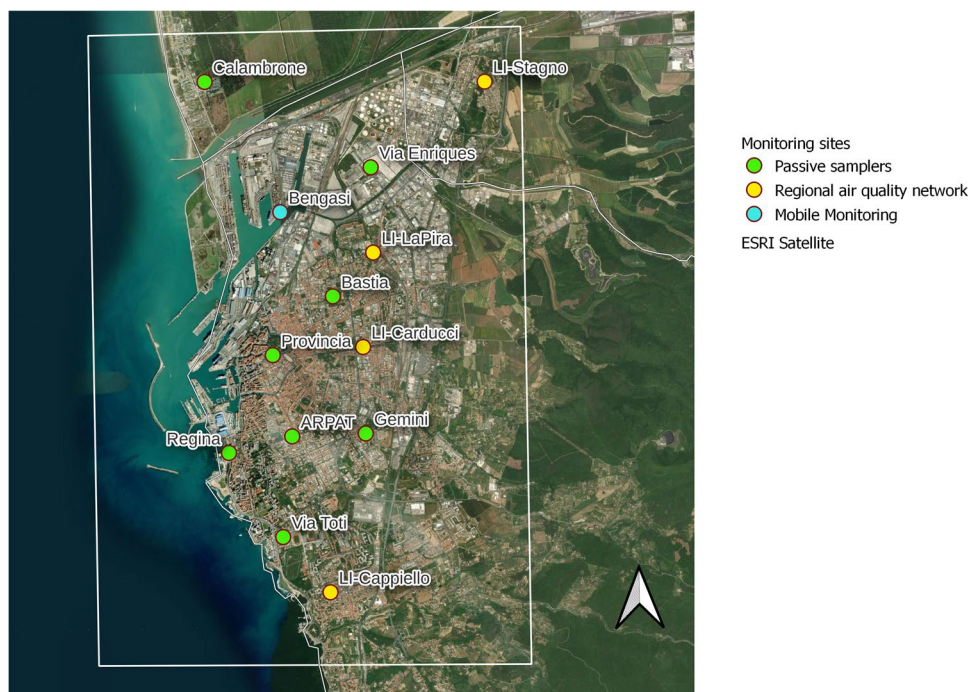 Calambrone
LI-Stagno
Via Enriques
Bengasi
LI-LaPira
Bastia
Provincia
LI-Carducci
ARPAT
Gemini
Regina
Via Toti
LI-Cappiello
Monitoring sites
Passive samplers
Regional air quality network
Mobile Monitoring
ESRI Satellite